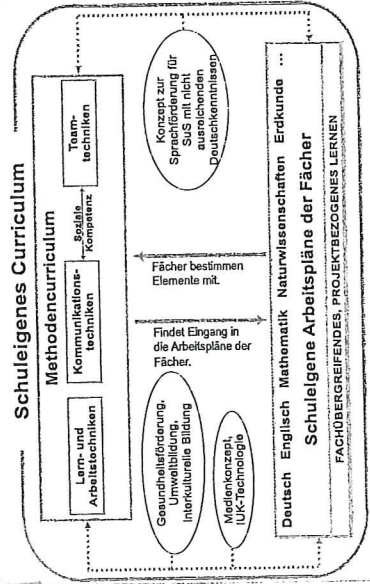 Schuleigenes Curriculum
Methodencurriculum
Lern- und
Arbeitstechniken
Kommunikations-
techniken
Soziale
Kompetenz
Team-
techniken
Gesundheitsförderung,
Umweltbildung,
Interkulturelle Bildung
Medienkonzept,
IUK-Technologie
Findet Eingang in
die Arbeitspläne der
Fächer.
Fächer bestimmen
Elemente mit.
Konzept zur
Sprachförderung für
SuS mit nicht
ausreichenden
Deutschkenntnissen
Deutsch Englisch Mathematik Naturwissenschaften Erdkunde ...
Schuleigene Arbeitspläne der Fächer
FACHÜBERGREIFENDES, PROJEKTBEZOGENES LERNEN